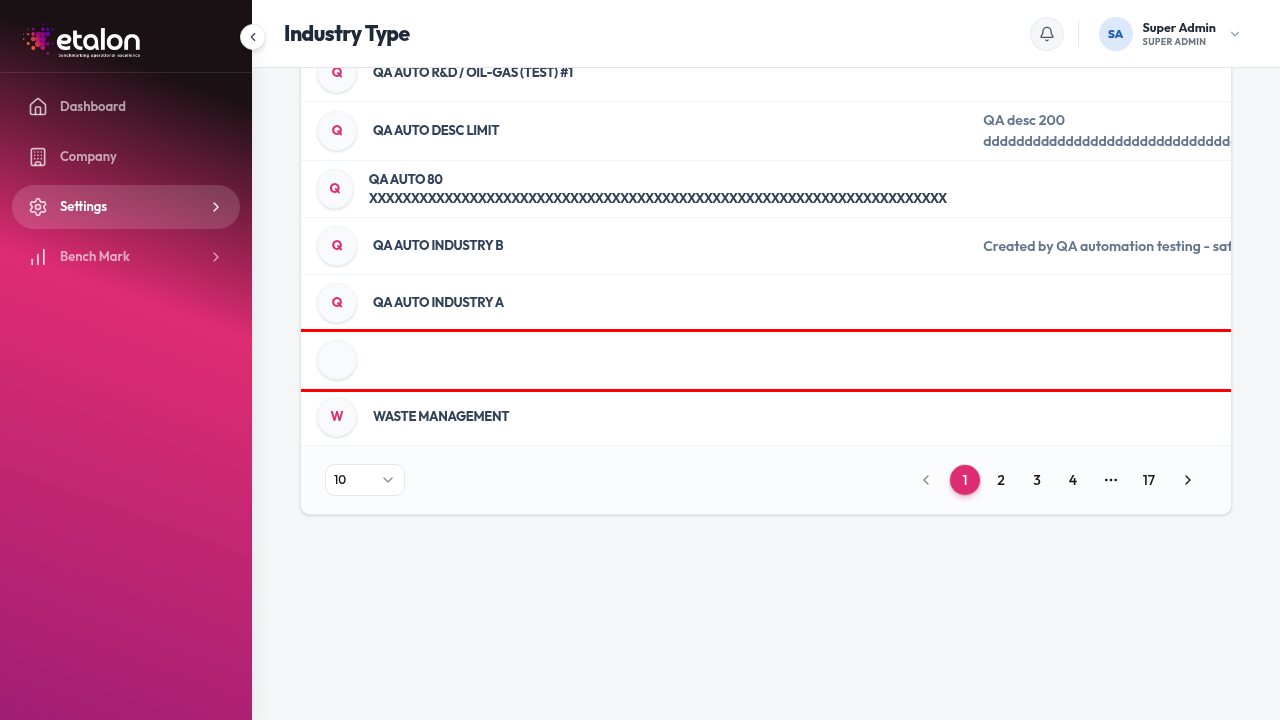 etalon
benchmarking operational excellence
Industry Type
SA
Super Admin
SUPER ADMIN
Dashboard
Company
Settings
Bench Mark
Q
QA AUTO R&D / OIL-GAS (TEST) #1
Q
QA AUTO DESC LIMIT
QA desc 200
dddddddddddddddddddddddddddddd
Q
QA AUTO 80
XXXXXXXXXXXXXXXXXXXXXXXXXXXXXXXXXXXXXXXXXXXXXXXXXXXXXXXXXXXXXXXXXXXXXX
Q
QA AUTO INDUSTRY B
Created by QA automation testing - saf
Q
QA AUTO INDUSTRY A
W
WASTE MANAGEMENT
10
1
2
3
4
•••
17